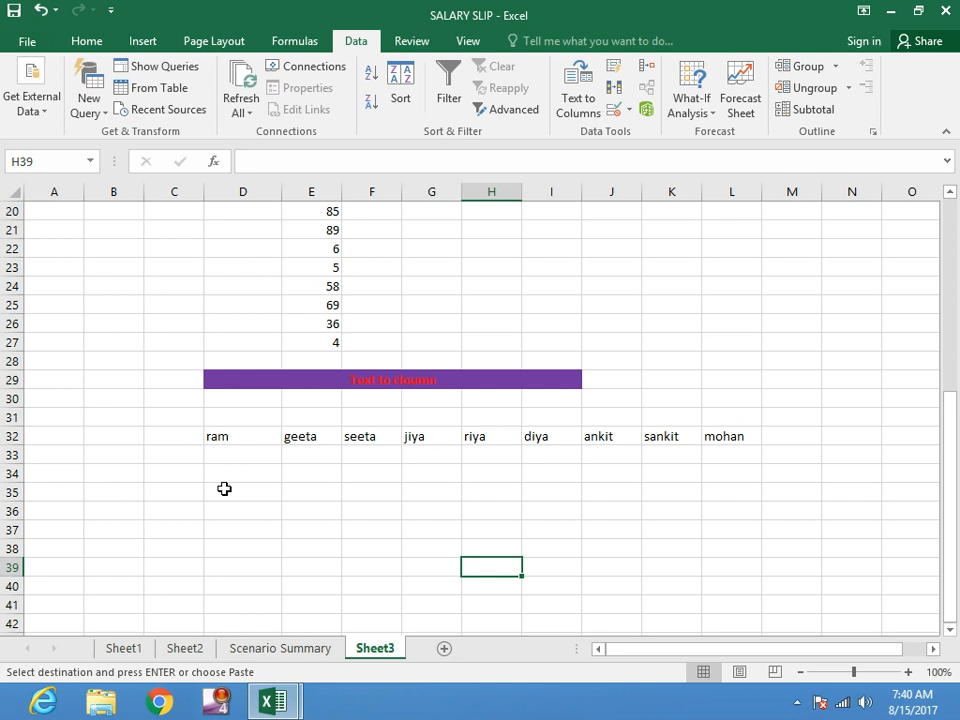 SALARY SLIP - Excel
File Home Insert Page Layout Formulas Data Review View Tell me what you want to do... Sign in Share
Get External Data
New Query
Show Queries
From Table
Recent Sources
Get & Transform
Refresh All
Connections
Properties
Edit Links
Connections
Sort
Filter
Clear
Reapply
Advanced
Sort & Filter
Text to Columns
Data Tools
What-If Analysis
Forecast Sheet
Forecast
Group
Ungroup
Subtotal
Outline
H39 fx
A B C D E F G H I J K L M N O
20 85
21 89
22 6
23 5
24 58
25 69
26 36
27 4
28
29 Text to cloumn
30
31
32 ram geeta seeta jiya riya diya ankit sankit mohan
33
34
35
36
37
38
39
40
41
42
Sheet1 Sheet2 Scenario Summary Sheet3
Select destination and press ENTER or choose Paste 100%
4
7:40 AM
8/15/2017